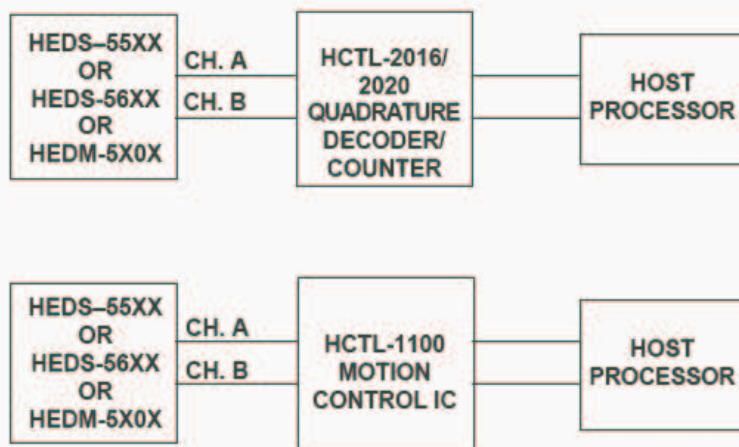 HEDS–55XX
OR
HEDS-56XX
OR
HEDM-5X0X
CH. A
CH. B
HCTL-2016/
2020
QUADRATURE
DECODER/
COUNTER
HOST
PROCESSOR
HEDS–55XX
OR
HEDS-56XX
OR
HEDM-5X0X
CH. A
CH. B
HCTL-1100
MOTION
CONTROL IC
HOST
PROCESSOR